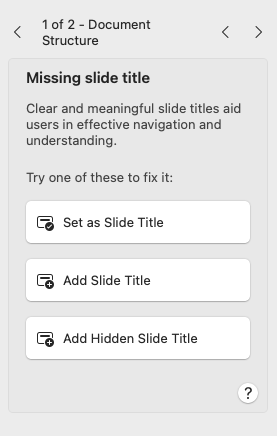 1 of 2 - Document
Structure
Missing slide title
Clear and meaningful slide titles aid
users in effective navigation and
understanding.
Try one of these to fix it:
Set as Slide Title
Add Slide Title
Add Hidden Slide Title
?